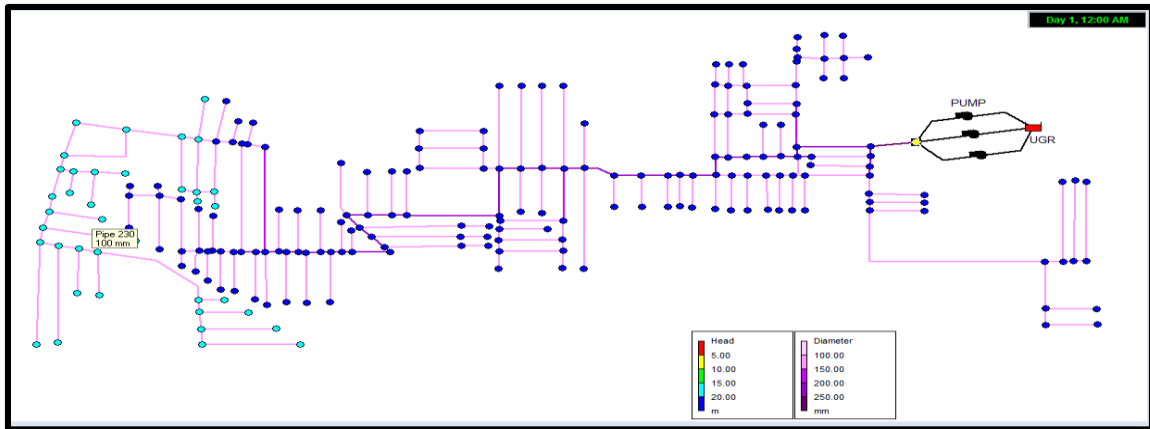 Day 1, 12:00 AM
PUMP
UGR
Pipe 230
100 mm
Head
5.00
10.00
15.00
20.00
m
Diameter
100.00
150.00
200.00
250.00
mm